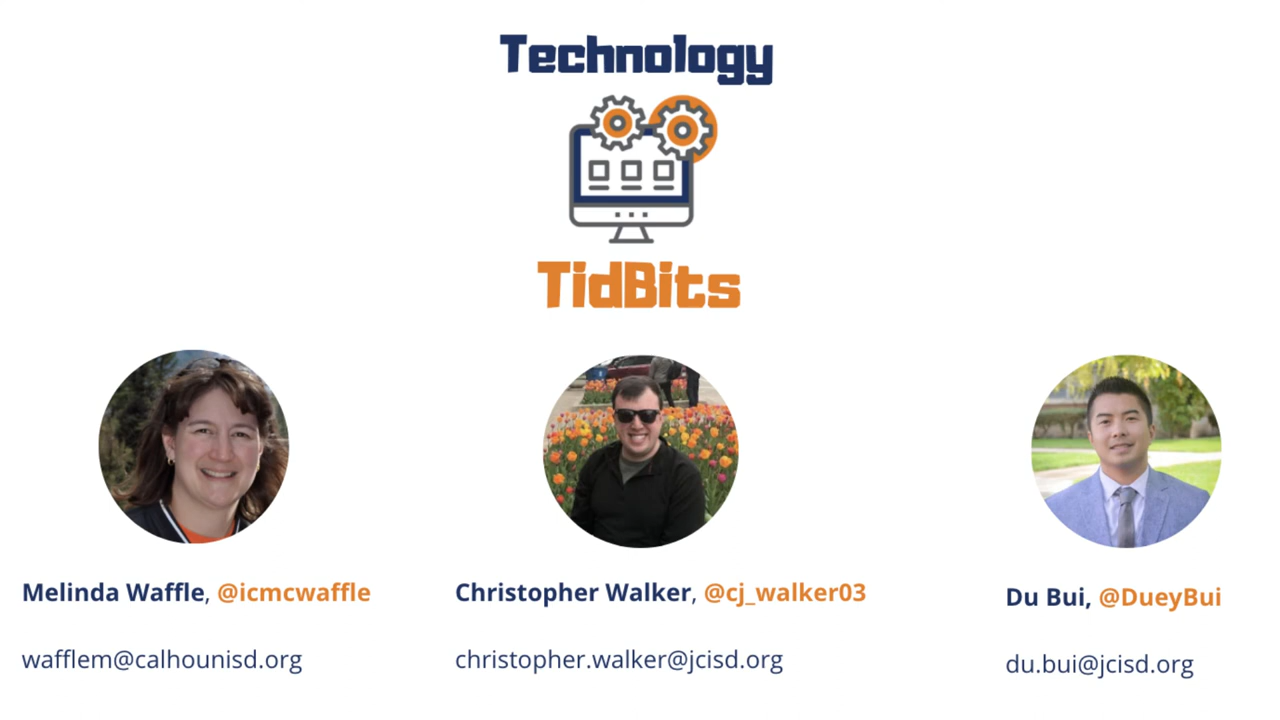 Technology
TidBits
Melinda Waffle, @icmcwaffle
wafflem@calhounisd.org
Christopher Walker, @cj_walker03
christopher.walker@jcisd.org
Du Bui, @DueyBui
du.bui@jcisd.org